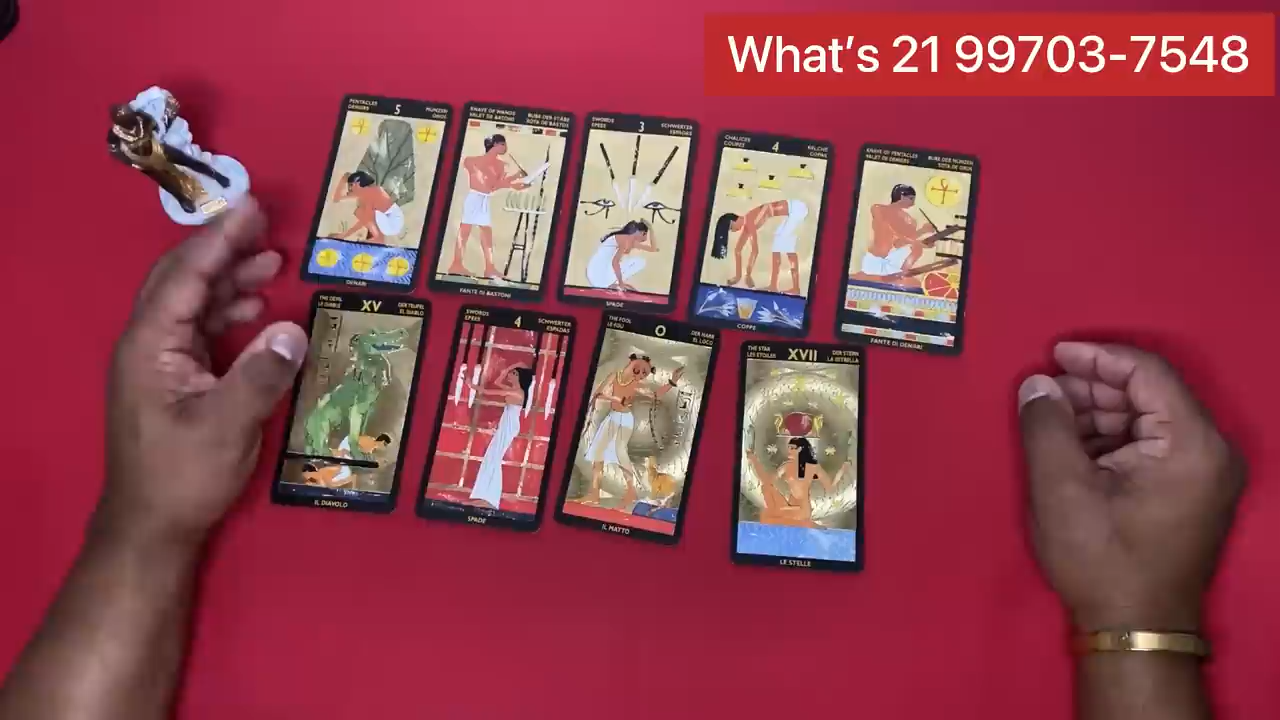 What's 21 99703-7548
PENTACLES
DENIERS
5
MÜNZEN
OROS
DENARI
KNAVE OF WANDS
VALET DE BATONS
BUBE DER STÄBE
SOTA DE BASTOS
FANTE DI BASTONI
SWORDS
EPEES
3
SCHWERTER
ESPADAS
SPADE
CHALICES
COUPES
4
KELCHE
COPAS
COPPE
KNAVE OF PENTACLES
VALET DE DENIERS
BUBE DER MÜNZEN
SOTA DE OROS
FANTE DI DENARI
THE DEVIL
LE DIABLE
XV
DER TEUFEL
EL DIABLO
IL DIAVOLO
SWORDS
EPEES
4
SCHWERTER
ESPADAS
SPADE
THE FOOL
LE FOU
0
DER NARR
EL LOCO
IL MATTO
THE STAR
LES ETOILES
XVII
DER STERN
LA ESTRELLA
LE STELLE